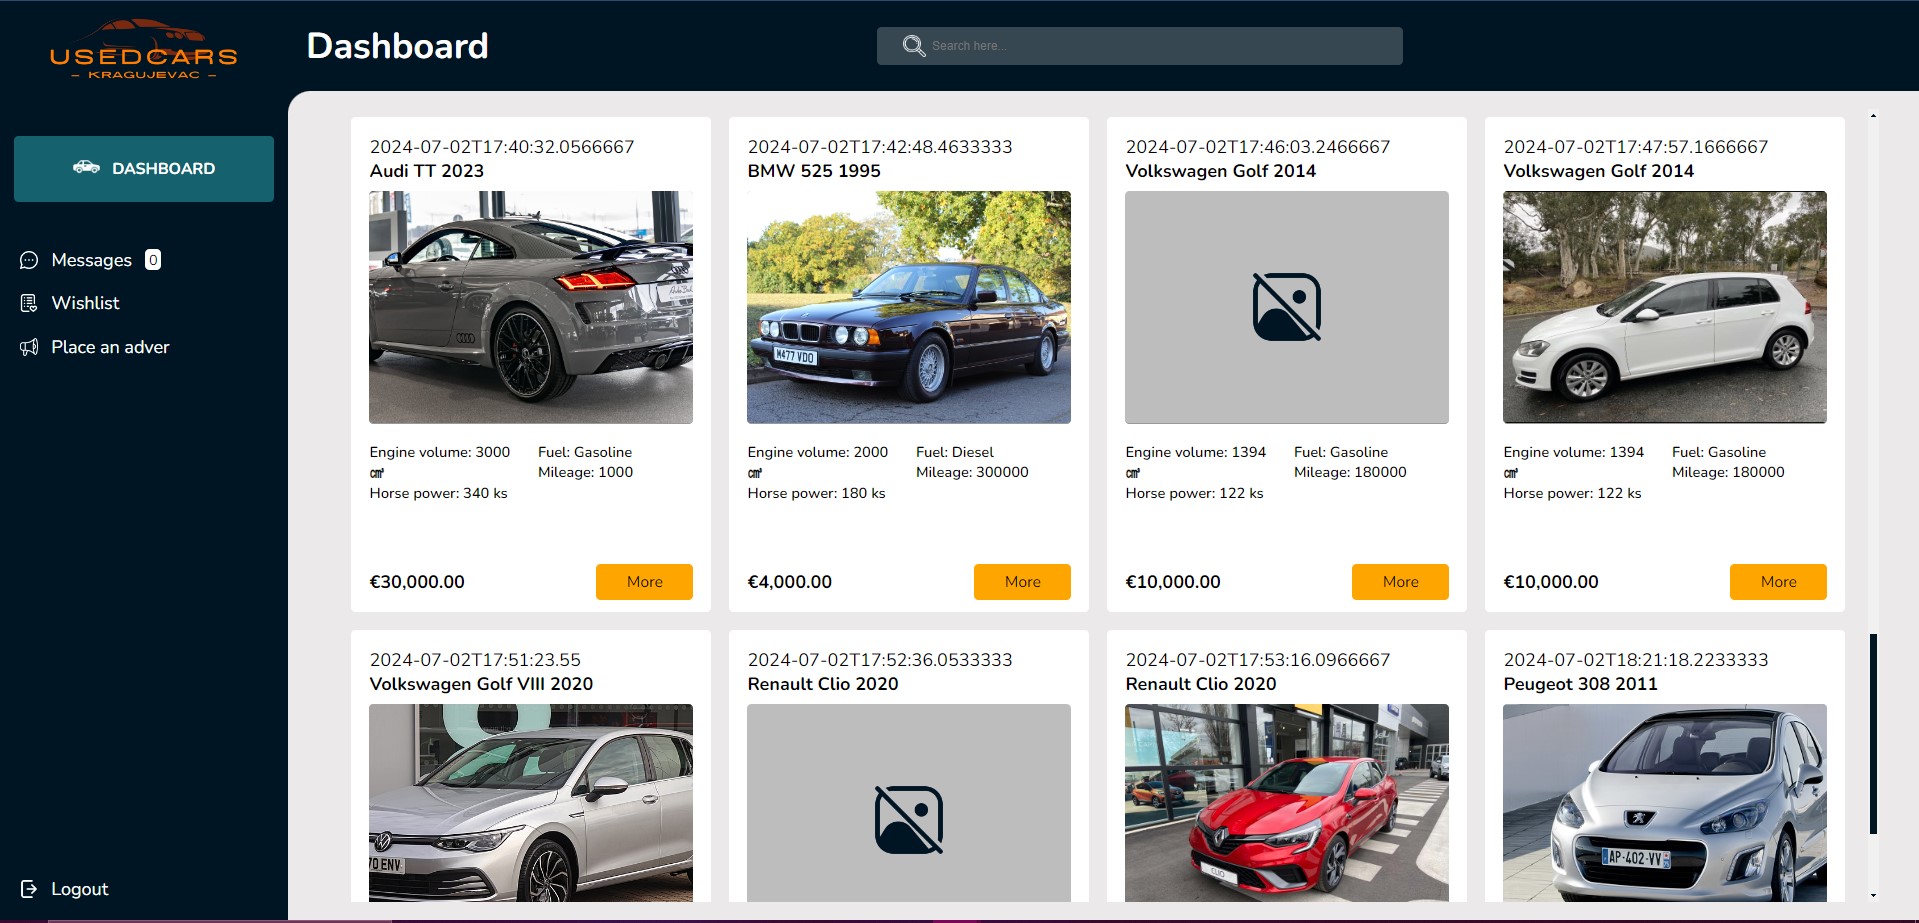 USEDCARS
– KRAGUJEVAC –
Dashboard
Search here...
DASHBOARD
Messages 0
Wishlist
Place an adver
Logout
2024-07-02T17:40:32.0566667
Audi TT 2023
Engine volume: 3000 ㎤
Horse power: 340 ks
Fuel: Gasoline
Mileage: 1000
€30,000.00
More
2024-07-02T17:42:48.4633333
BMW 525 1995
M477 VDO
Engine volume: 2000 ㎤
Horse power: 180 ks
Fuel: Diesel
Mileage: 300000
€4,000.00
More
2024-07-02T17:46:03.2466667
Volkswagen Golf 2014
Engine volume: 1394 ㎤
Horse power: 122 ks
Fuel: Gasoline
Mileage: 180000
€10,000.00
More
2024-07-02T17:47:57.1666667
Volkswagen Golf 2014
Engine volume: 1394 ㎤
Horse power: 122 ks
Fuel: Gasoline
Mileage: 180000
€10,000.00
More
2024-07-02T17:51:23.55
Volkswagen Golf VIII 2020
70 ENV
2024-07-02T17:52:36.0533333
Renault Clio 2020
2024-07-02T17:53:16.0966667
Renault Clio 2020
CLIO
2024-07-02T18:21:18.2233333
Peugeot 308 2011
AP-402-VV